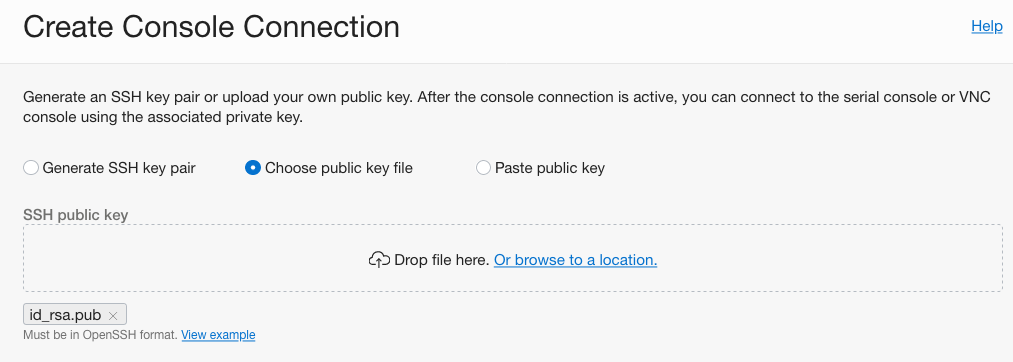 Create Console Connection
Help
Generate an SSH key pair or upload your own public key. After the console connection is active, you can connect to the serial console or VNC
console using the associated private key.
Generate SSH key pair
Choose public key file
Paste public key
SSH public key
Drop file here. Or browse to a location.
id_rsa.pub ×
Must be in OpenSSH format. View example